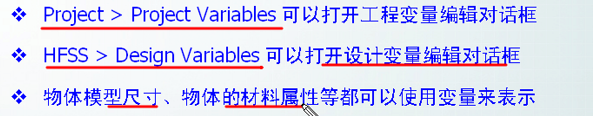 ❖ Project > Project Variables 可以打开工程变量编辑对话框
❖ HFSS > Design Variables 可以打开设计变量编辑对话框
❖ 物体模型尺寸、物体的材料属性等都可以使用变量来表示